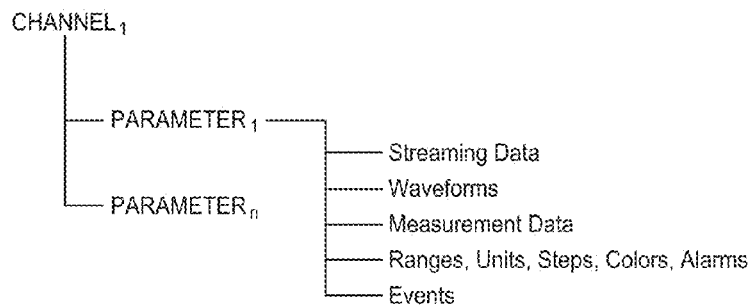 CHANNEL₁
PARAMETER₁
Streaming Data
Waveforms
PARAMETERₙ
Measurement Data
Ranges, Units, Steps, Colors, Alarms
Events